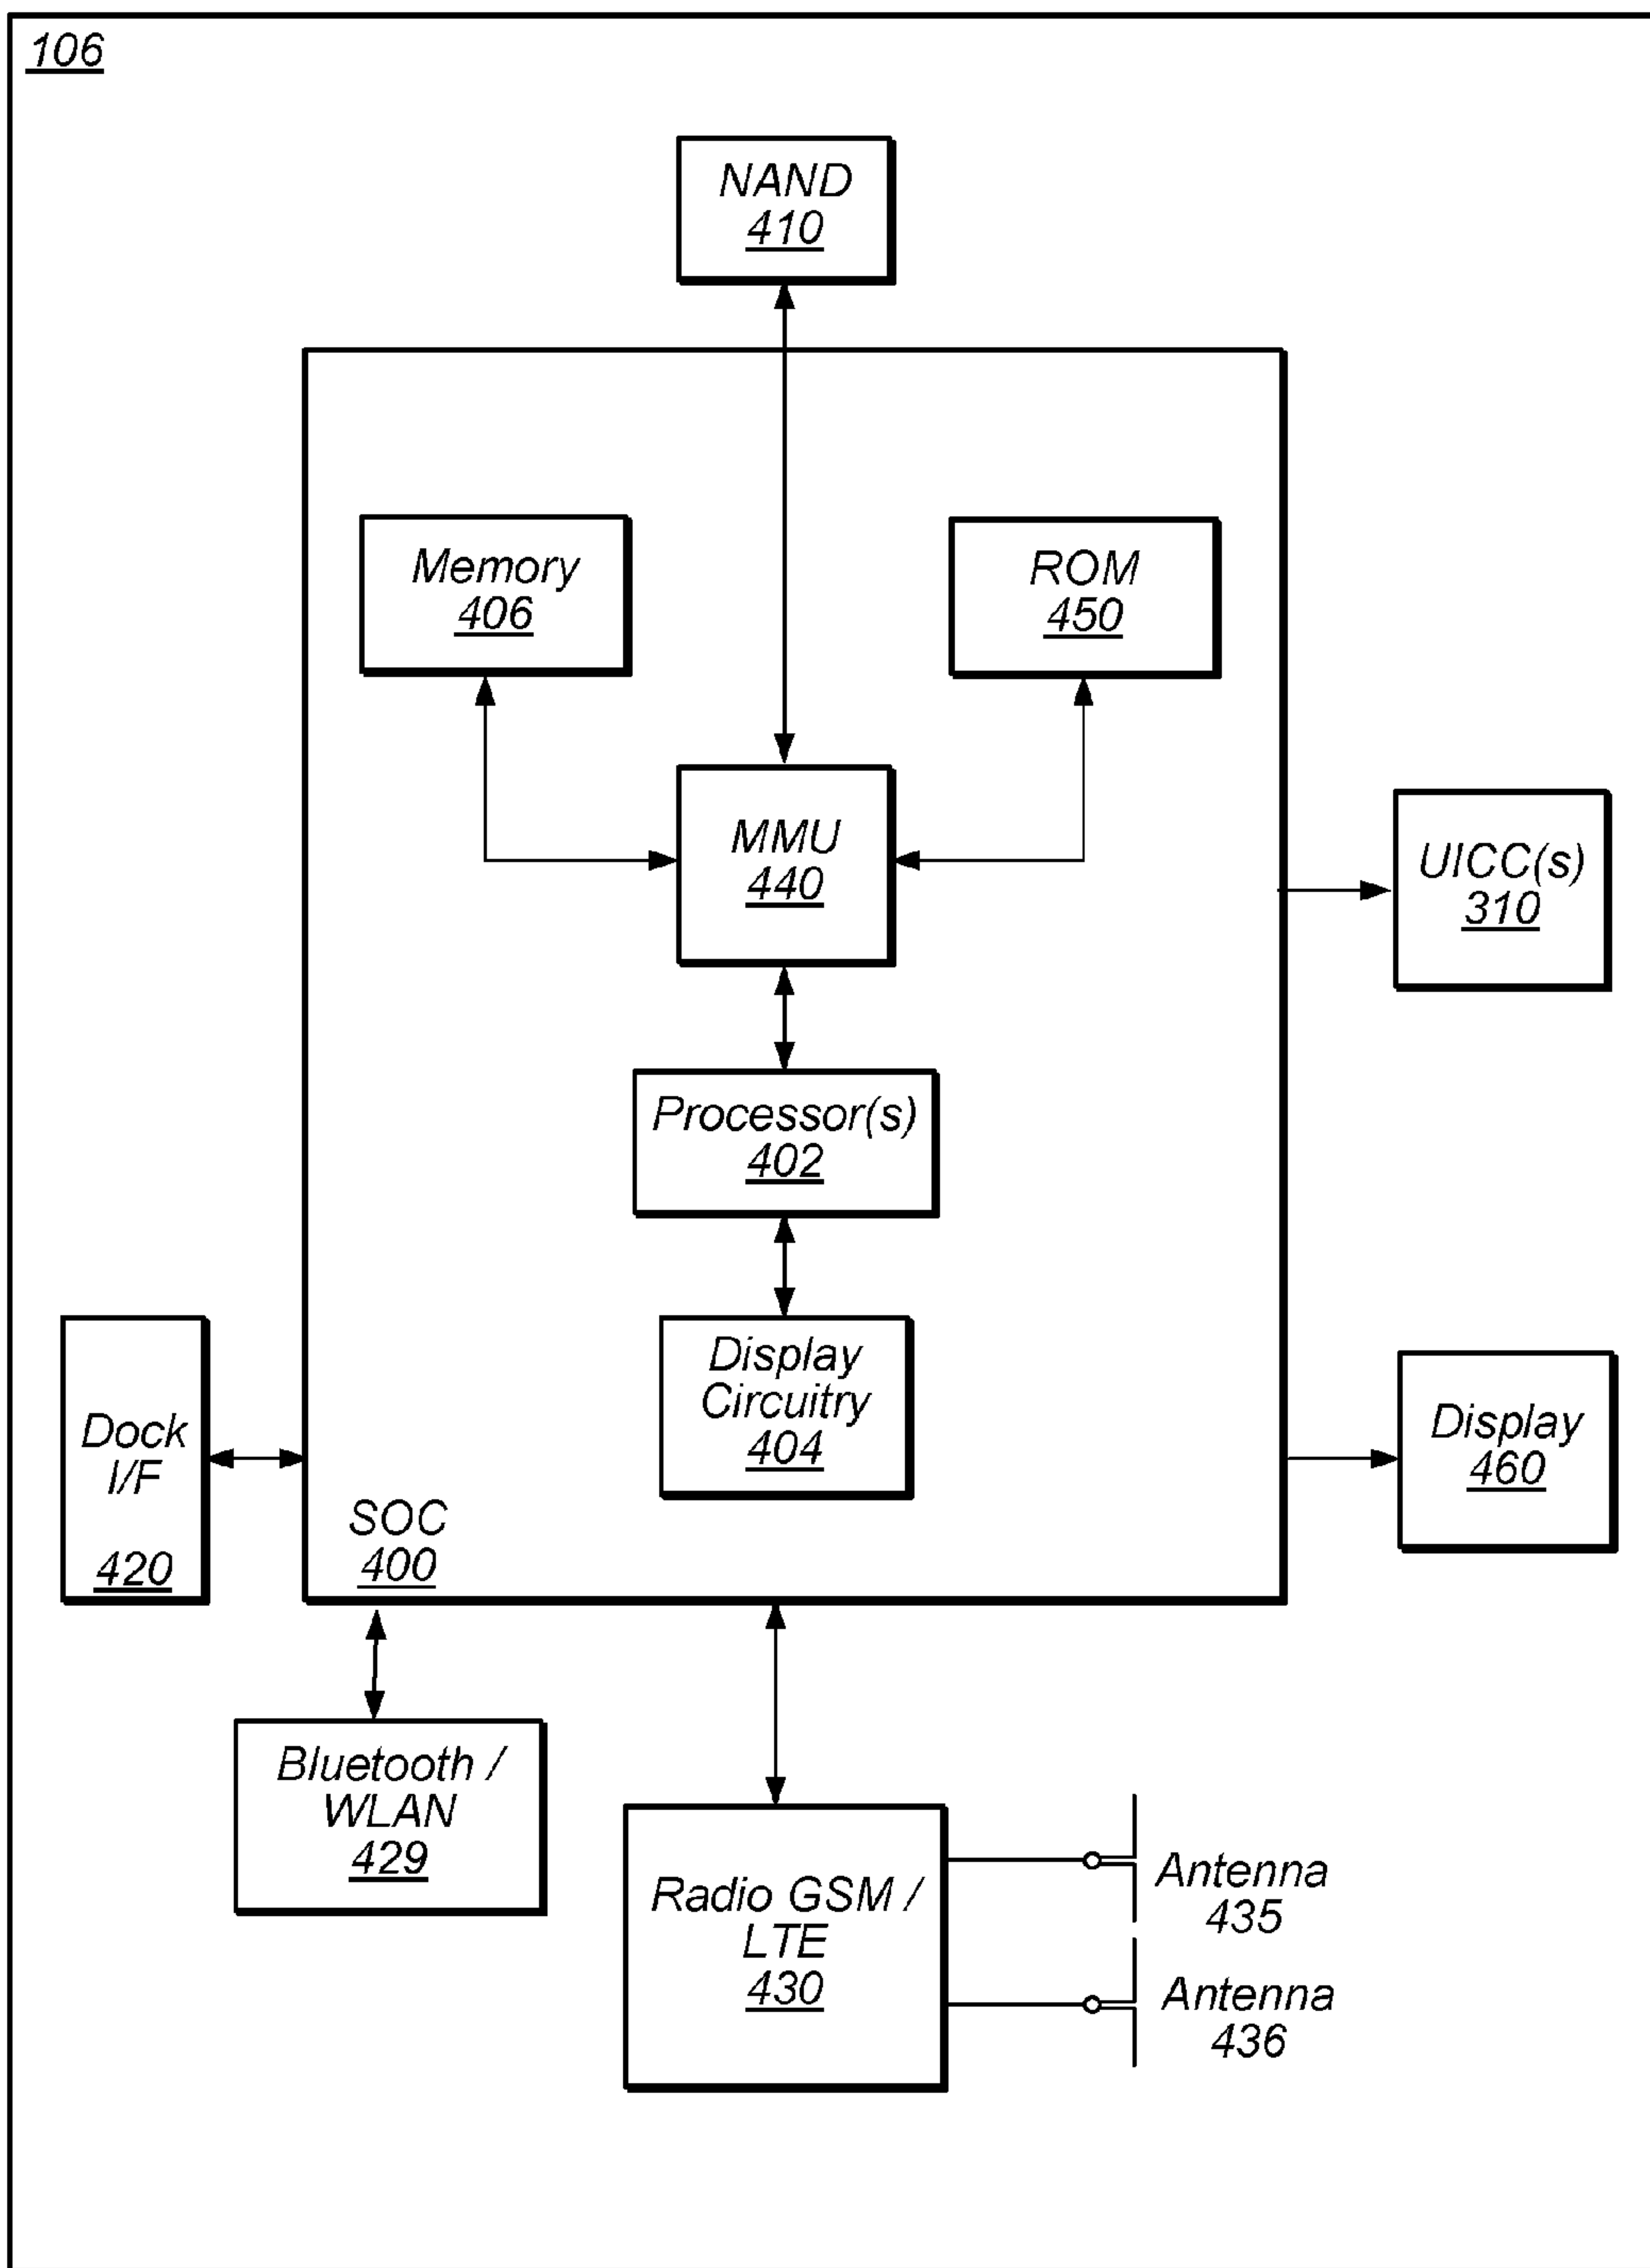 106
NAND
410
Memory
406
ROM
450
MMU
440
UICC(s)
310
Processor(s)
402
Display
Circuitry
404
Dock
I/F
420
Display
460
SOC
400
Bluetooth /
WLAN
429
Radio GSM /
LTE
430
Antenna
435
Antenna
436